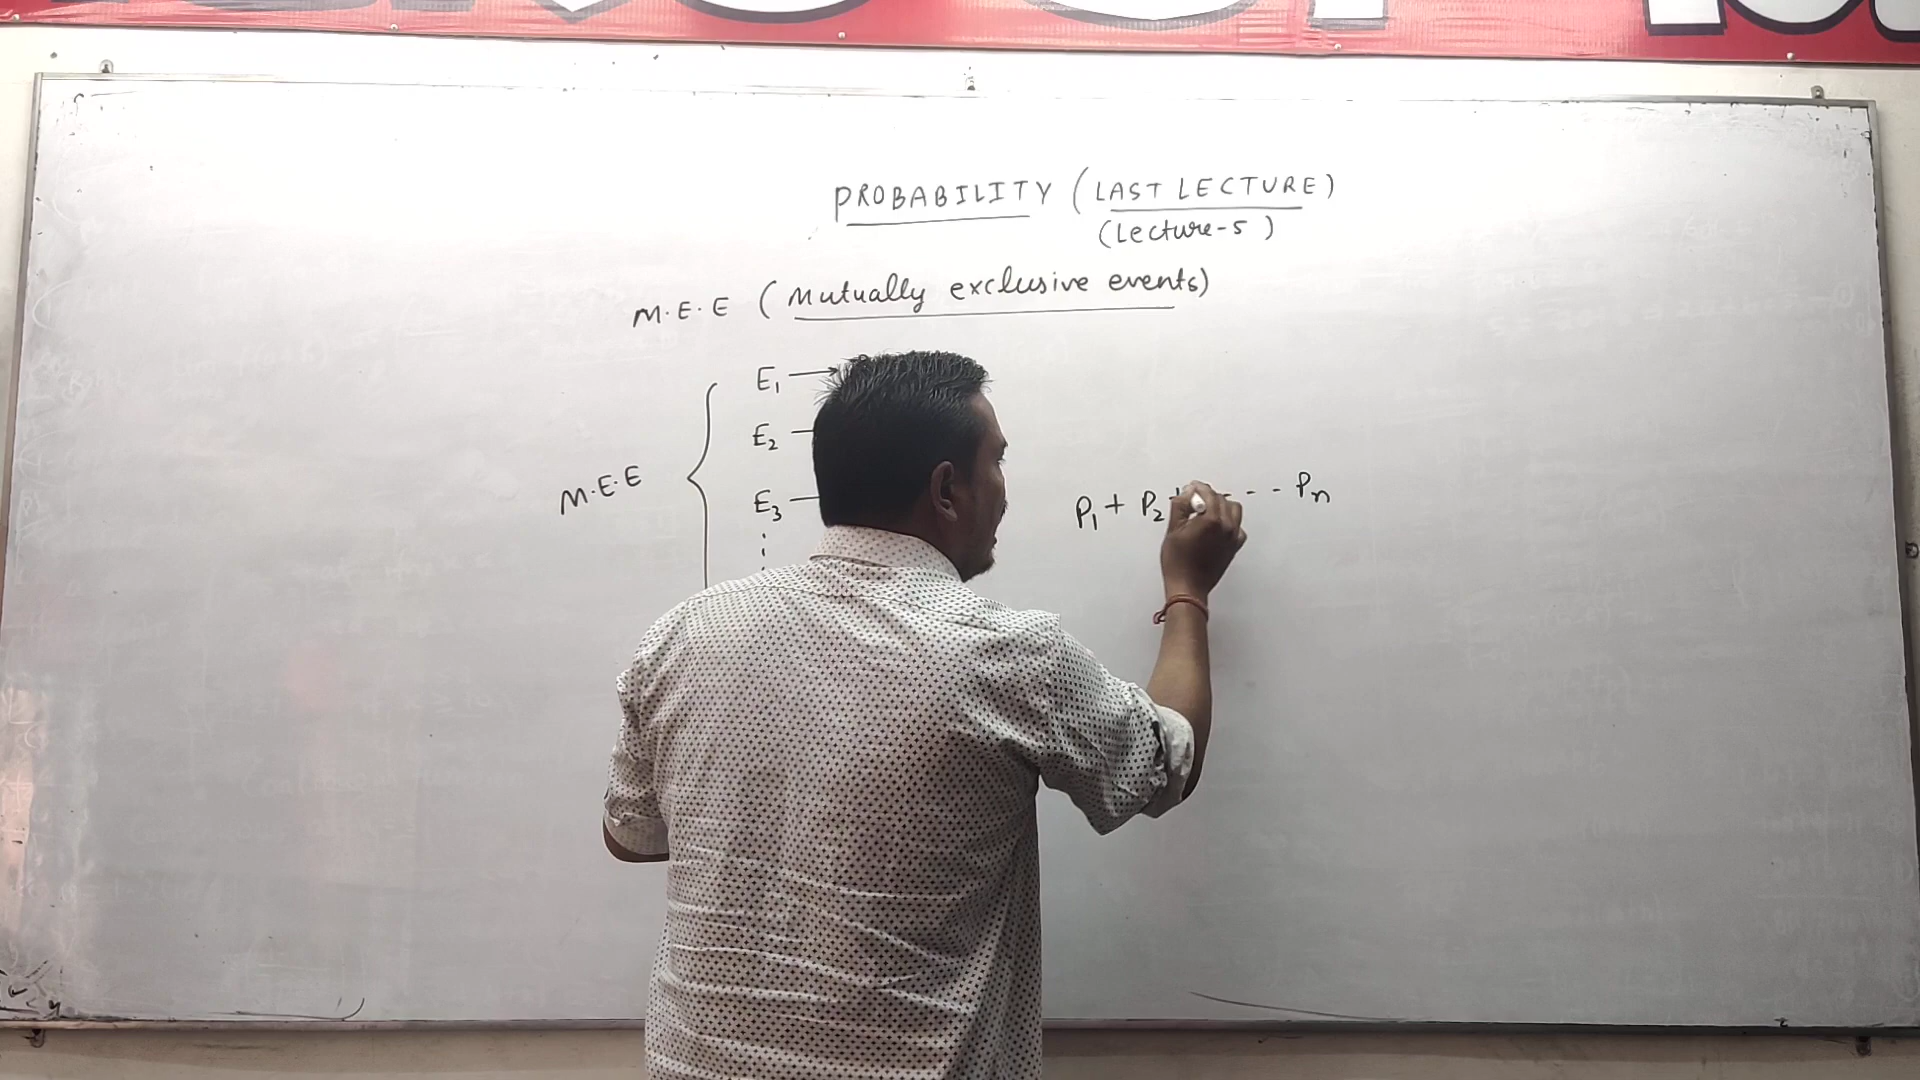 PROBABILITY (LAST LECTURE)
(Lecture-5)
M.E.E (Mutually exclusive events)
E₁ →
E₂ —
M.E.E { E₃ —
⋮
P₁ + P₂ + - - - Pₙ